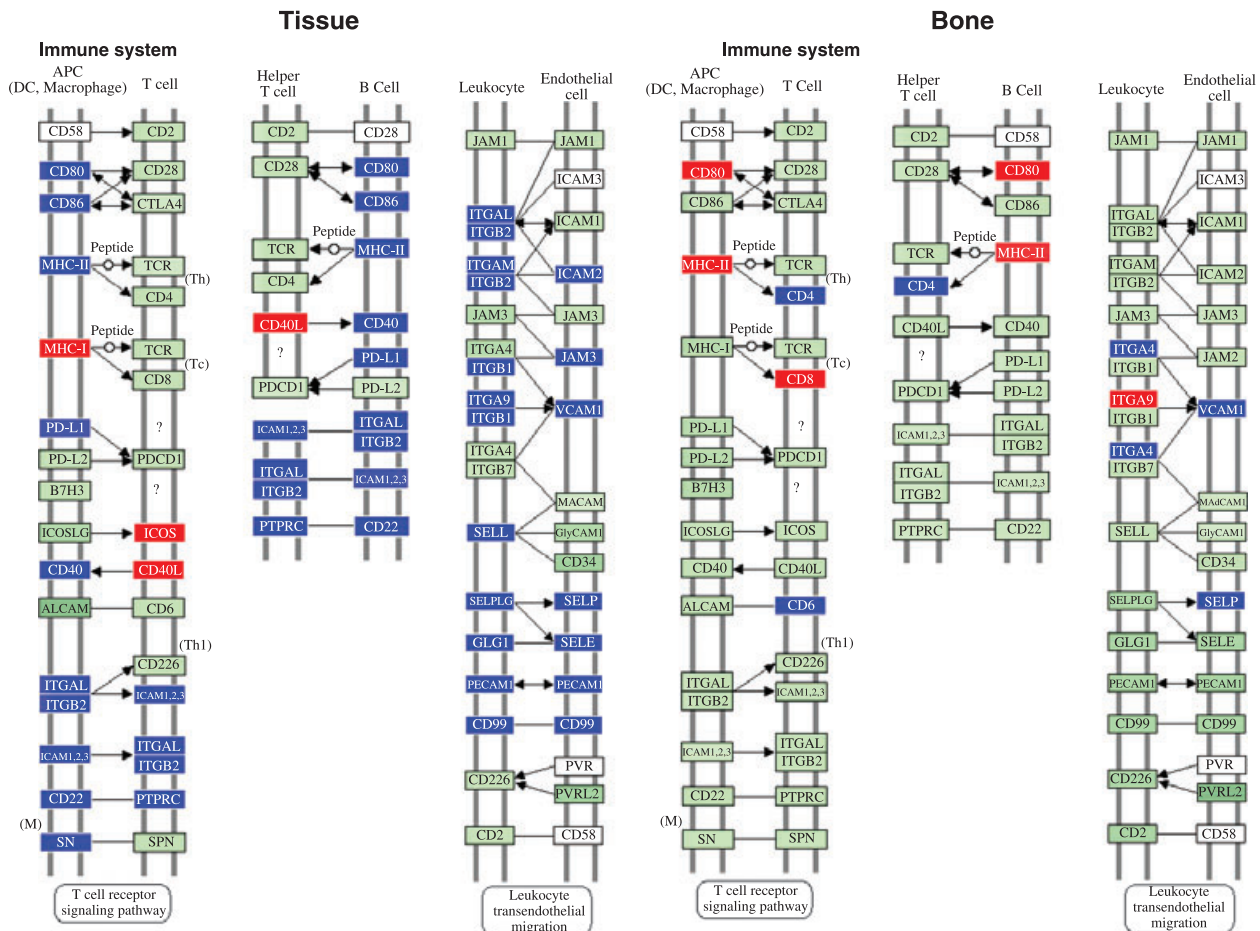 Tissue
Immune system
APC
(DC, Macrophage)
T cell
CD58
CD2
CD80
CD28
CD86
CTLA4
MHC-II
Peptide
TCR
(Th)
CD4
MHC-I
Peptide
TCR
(Tc)
CD8
PD-L1
?
PD-L2
PDCD1
B7H3
?
ICOSLG
ICOS
CD40
CD40L
ALCAM
CD6
(Th1)
CD226
ITGAL
ITGB2
ICAM1,2,3
ICAM1,2,3
ITGAL
ITGB2
CD22
PTPRC
(M)
SN
SPN
T cell receptor
signaling pathway
Helper
T cell
B Cell
CD2
CD28
CD28
CD80
CD86
TCR
Peptide
MHC-II
CD4
CD40L
CD40
?
PD-L1
PDCD1
PD-L2
ICAM1,2,3
ITGAL
ITGB2
ITGAL
ITGB2
ICAM1,2,3
PTPRC
CD22
Leukocyte
Endothelial
cell
JAM1
JAM1
ICAM3
ITGAL
ITGB2
ICAM1
ITGAM
ITGB2
ICAM2
JAM3
JAM3
ITGA4
ITGB1
JAM3
ITGA9
ITGB1
VCAM1
ITGA4
ITGB7
MACAM
SELL
GlyCAM1
CD34
SELPLG
SELP
GLG1
SELE
PECAM1
PECAM1
CD99
CD99
PVR
CD226
PVRL2
CD2
CD58
Leukocyte
transendothelial
migration
Bone
Immune system
APC
(DC, Macrophage)
T Cell
CD58
CD2
CD80
CD28
CD86
CTLA4
MHC-II
Peptide
TCR
(Th)
CD4
MHC-I
Peptide
TCR
(Tc)
CD8
PD-L1
?
PD-L2
PDCD1
B7H3
?
ICOSLG
ICOS
CD40
CD40L
ALCAM
CD6
(Th1)
CD226
ITGAL
ITGB2
ICAM1,2,3
ICAM1,2,3
ITGAL
ITGB2
CD22
PTPRC
(M)
SN
SPN
T cell receptor
signaling pathway
Helper
T cell
B Cell
CD2
CD58
CD28
CD80
CD86
TCR
Peptide
MHC-II
CD4
CD40L
CD40
?
PD-L1
PDCD1
PD-L2
ICAM1,2,3
ITGAL
ITGB2
ITGAL
ITGB2
ICAM1,2,3
PTPRC
CD22
Leukocyte
Endothelial
cell
JAM1
JAM1
ICAM3
ITGAL
ITGB2
ICAM1
ITGAM
ITGB2
ICAM2
JAM3
JAM3
ITGA4
ITGB1
JAM2
ITGA9
ITGB1
VCAM1
ITGA4
ITGB7
MAdCAM1
SELL
GlyCAM1
CD34
SELPLG
SELP
GLG1
SELE
PECAM1
PECAM1
CD99
CD99
PVR
CD226
PVRL2
CD2
CD58
Leukocyte
transendothelial
migration